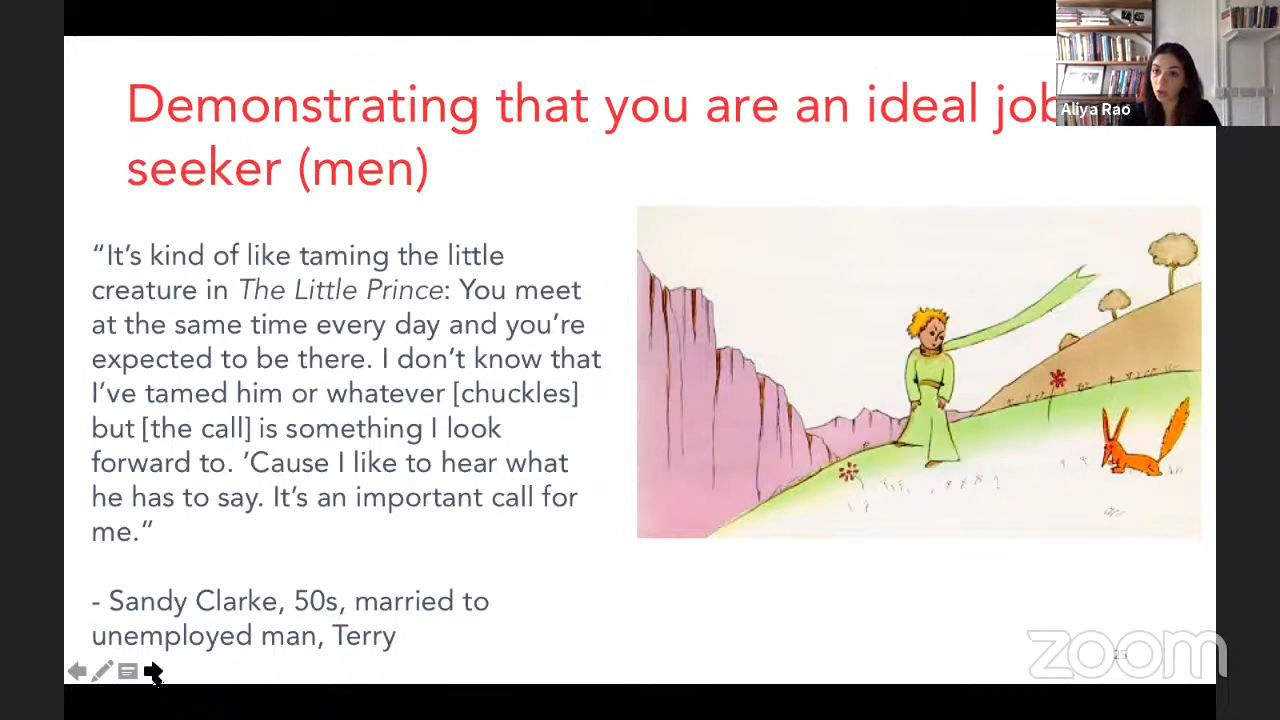 Demonstrating that you are an ideal job
seeker (men)
Aliya Rao
“It’s kind of like taming the little
creature in The Little Prince: You meet
at the same time every day and you’re
expected to be there. I don’t know that
I’ve tamed him or whatever [chuckles]
but [the call] is something I look
forward to. ’Cause I like to hear what
he has to say. It’s an important call for
me.”
- Sandy Clarke, 50s, married to
unemployed man, Terry
zoom